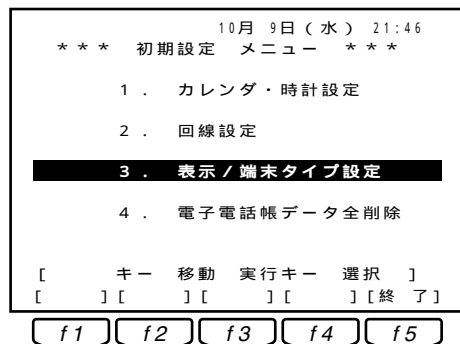 10月 9日(水) 21:46
*** 初期設定 メニュー ***
1. カレンダ・時計設定
2. 回線設定
3. 表示/端末タイプ設定
4. 電子電話帳データ全削除
[ キー 移動 実行キー 選択 ]
[ ][ ][ ][ ][終 了]
f1 f2 f3 f4 f5